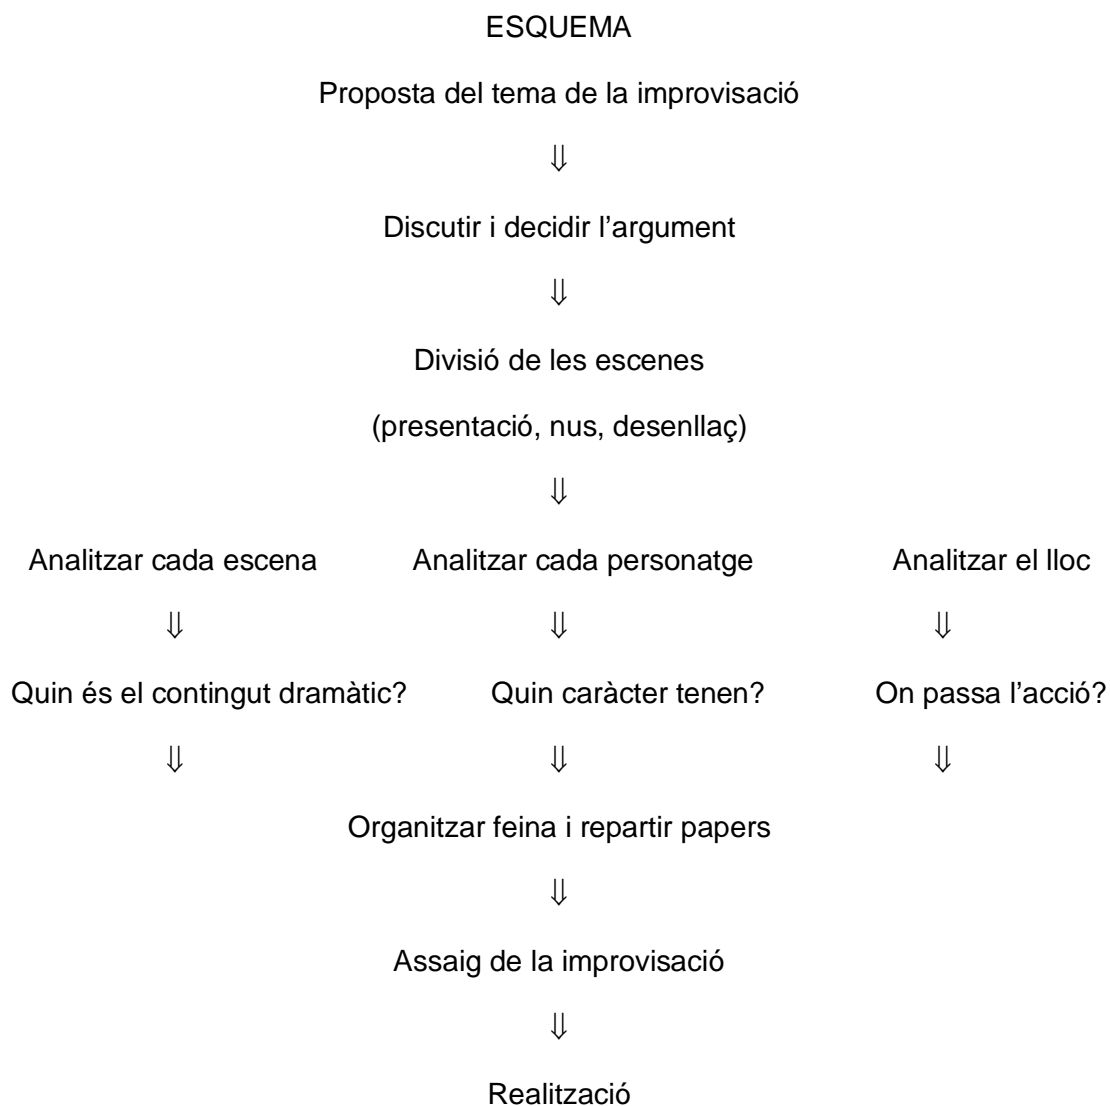 ESQUEMA
Proposta del tema de la improvisació
⇓
Discutir i decidir l’argument
⇓
Divisió de les escenes
(presentació, nus, desenllaç)
⇓
Analitzar cada escena Analitzar cada personatge Analitzar el lloc
⇓ ⇓ ⇓
Quin és el contingut dramàtic? Quin caràcter tenen? On passa l’acció?
⇓ ⇓ ⇓
Organitzar feina i repartir papers
⇓
Assaig de la improvisació
⇓
Realització